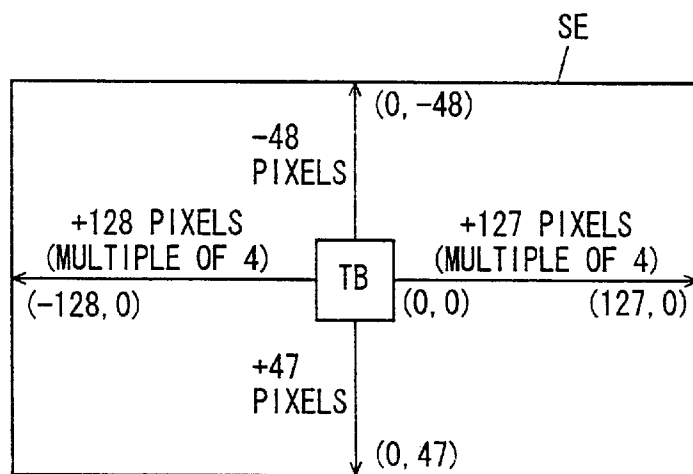 SE
(0,-48)
-48
PIXELS
+128 PIXELS
(MULTIPLE OF 4)
+127 PIXELS
(MULTIPLE OF 4)
TB
(-128,0)
(0,0)
(127,0)
+47
PIXELS
(0,47)